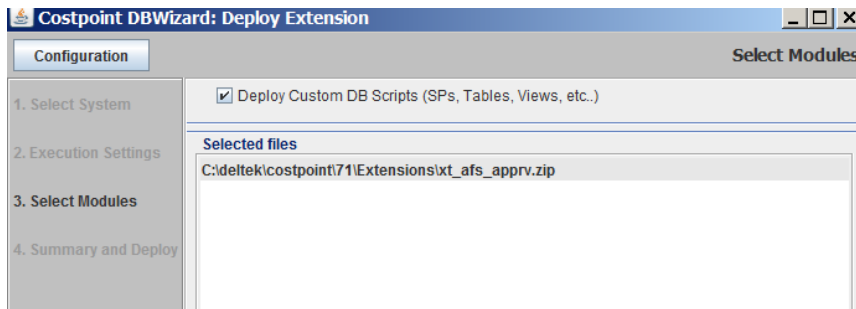 Costpoint DBWizard: Deploy Extension
Configuration
Select Modules
1. Select System
Deploy Custom DB Scripts (SPs, Tables, Views, etc..)
2. Execution Settings
Selected files
C:\deltek\costpoint\71\Extensions\xt_afs_apprv.zip
3. Select Modules
4. Summary and Deploy